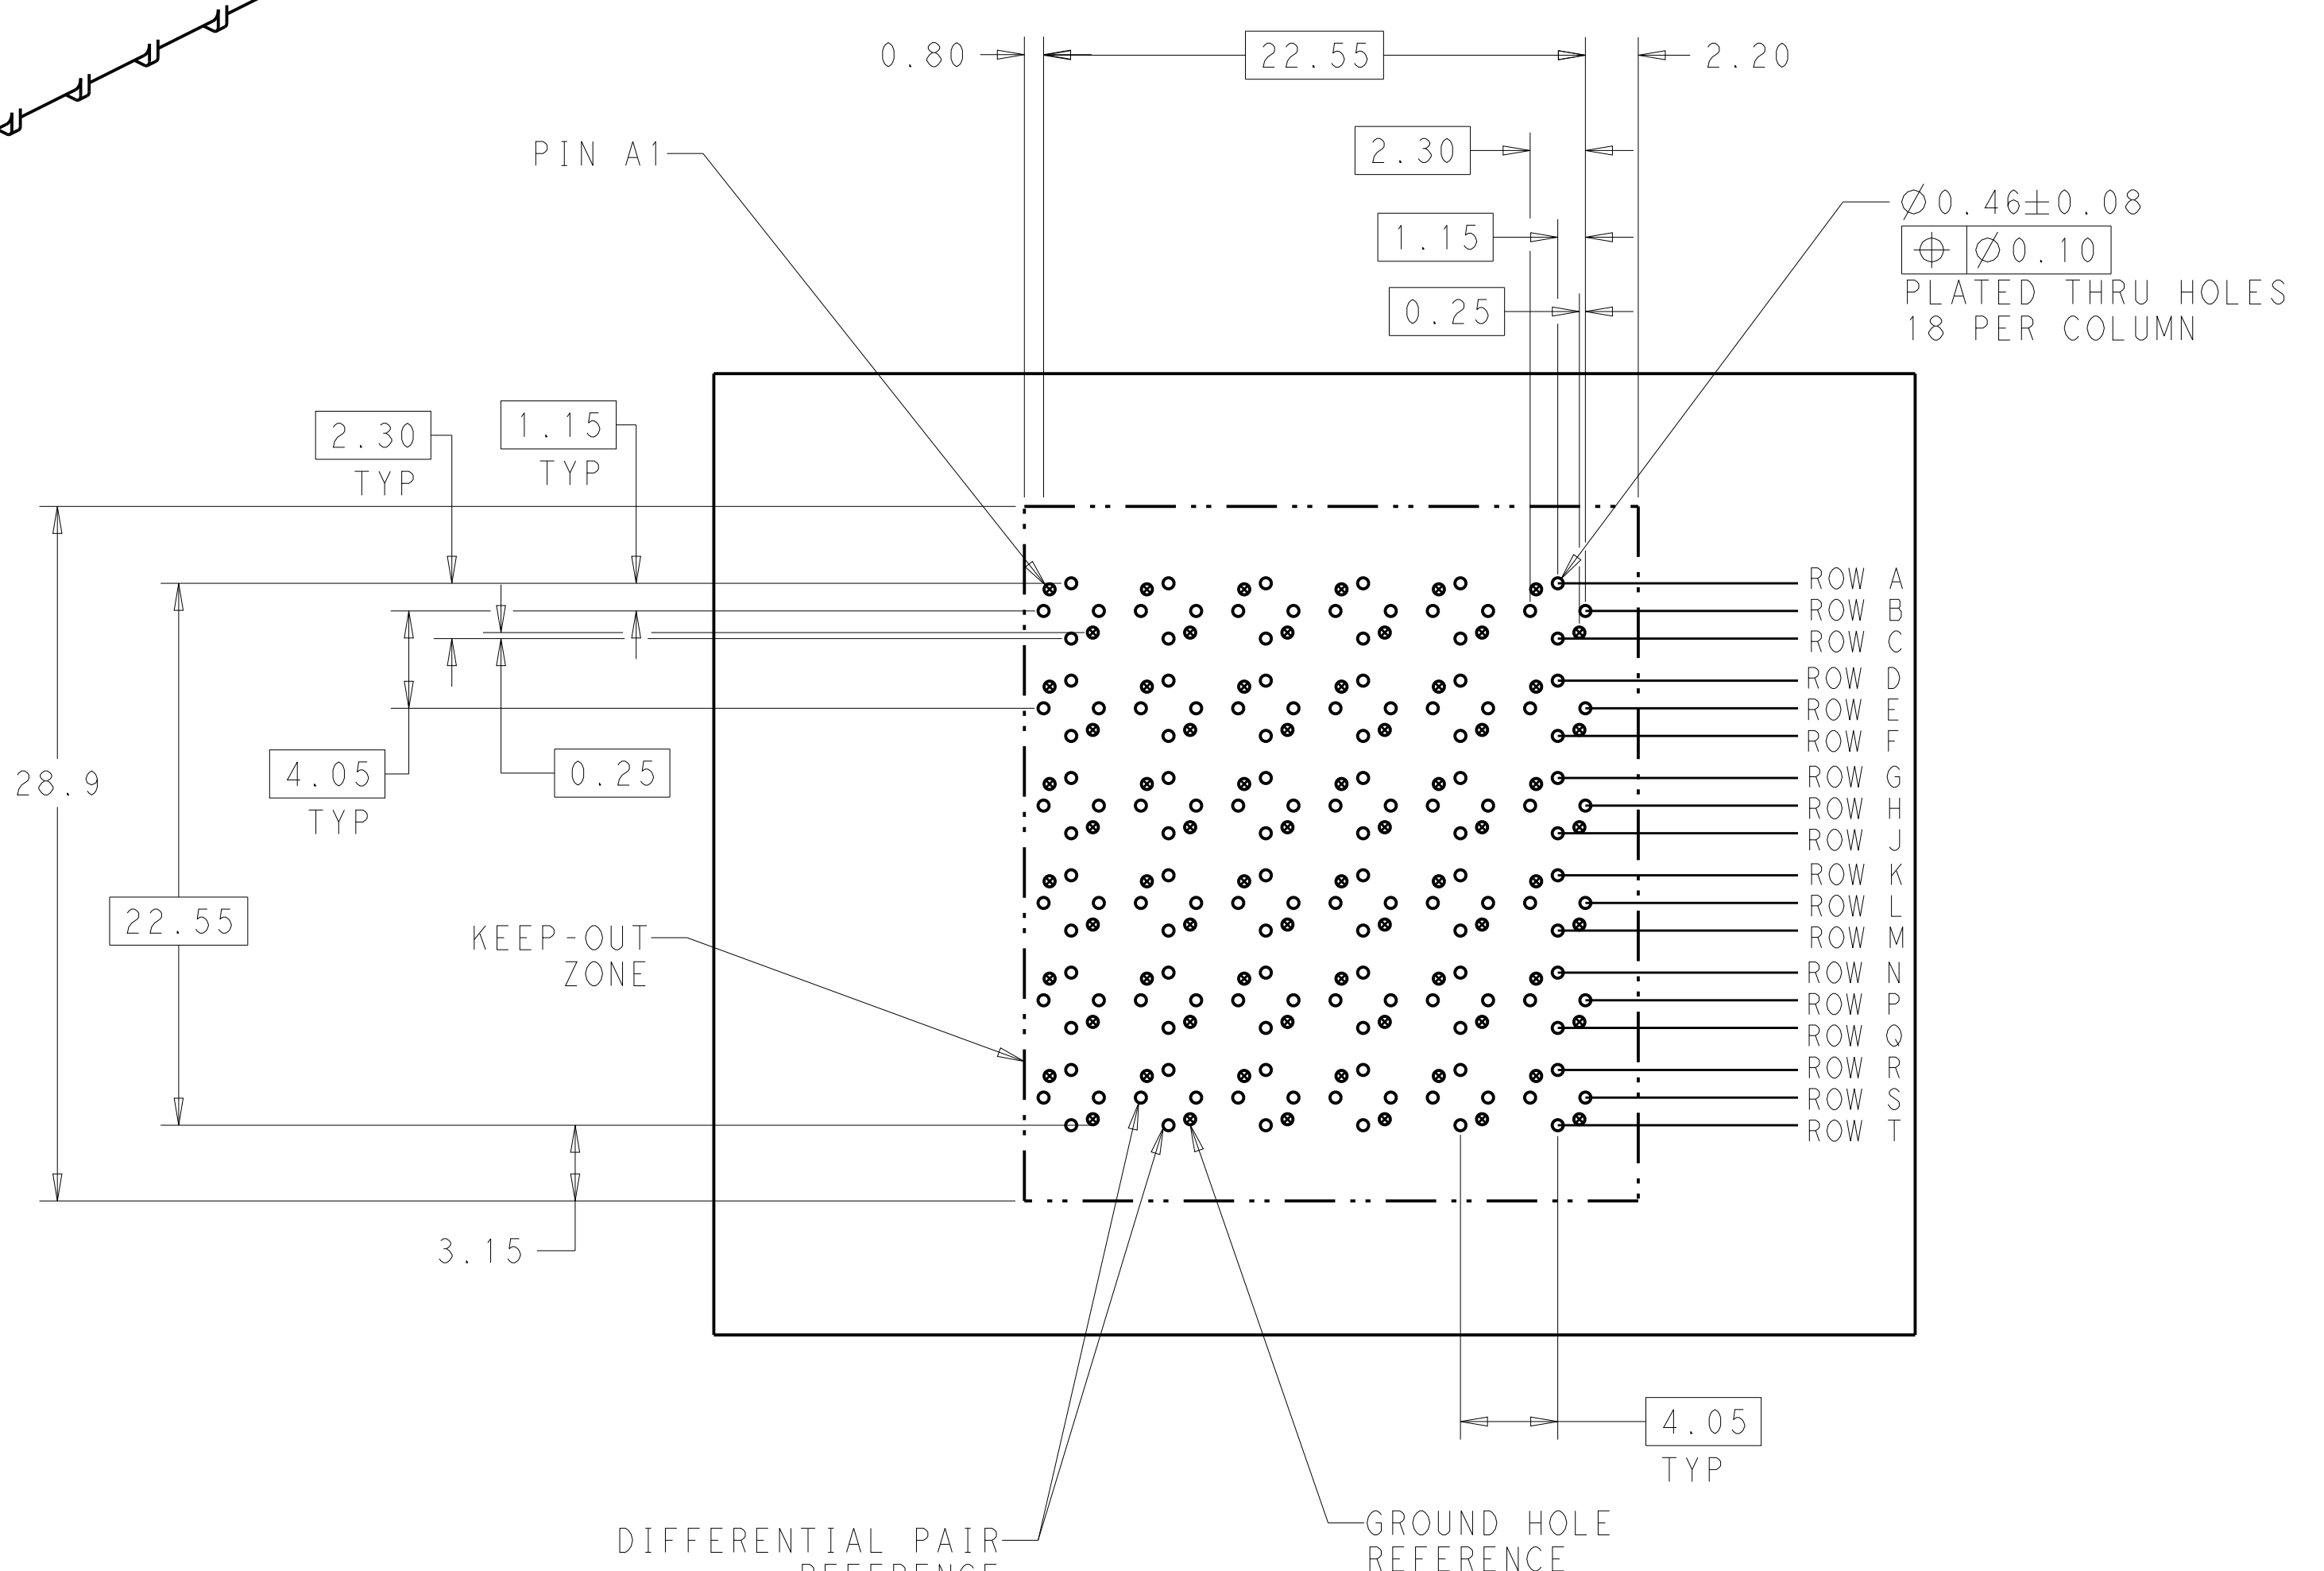 0.80
22.55
2.20
2.30
PIN A1
1.15
0.25
Ø0.46±0.08
⌖ Ø0.10
PLATED THRU HOLES
18 PER COLUMN
2.30
TYP
1.15
TYP
ROW A
ROW B
ROW C
ROW D
ROW E
ROW F
ROW G
ROW H
ROW J
ROW K
ROW L
ROW M
ROW N
ROW P
ROW Q
ROW R
ROW S
ROW T
28.9
4.05
TYP
0.25
22.55
KEEP-OUT
ZONE
3.15
4.05
TYP
DIFFERENTIAL PAIR
REFERENCE
GROUND HOLE
REFERENCE